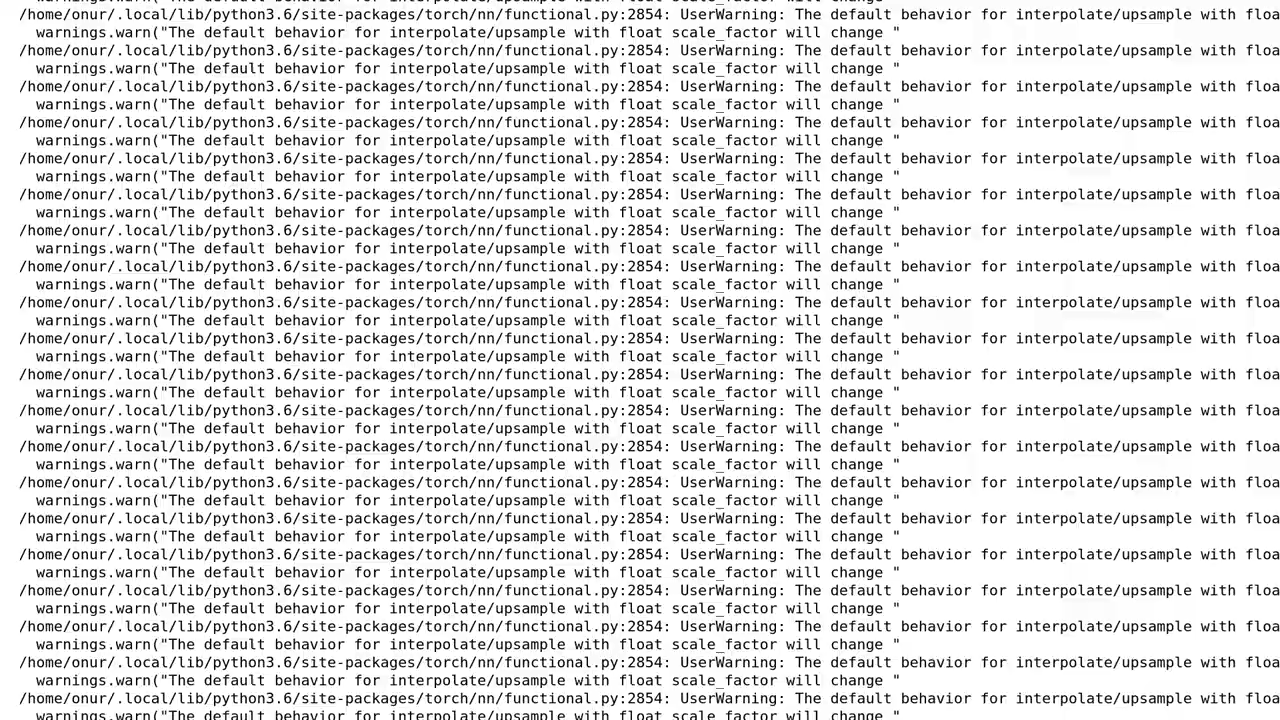 warnings.warn("The default behavior for interpolate/upsample with float scale_factor will change "
/home/onur/.local/lib/python3.6/site-packages/torch/nn/functional.py:2854: UserWarning: The default behavior for interpolate/upsample with floa
warnings.warn("The default behavior for interpolate/upsample with float scale_factor will change "
/home/onur/.local/lib/python3.6/site-packages/torch/nn/functional.py:2854: UserWarning: The default behavior for interpolate/upsample with floa
warnings.warn("The default behavior for interpolate/upsample with float scale_factor will change "
/home/onur/.local/lib/python3.6/site-packages/torch/nn/functional.py:2854: UserWarning: The default behavior for interpolate/upsample with floa
warnings.warn("The default behavior for interpolate/upsample with float scale_factor will change "
/home/onur/.local/lib/python3.6/site-packages/torch/nn/functional.py:2854: UserWarning: The default behavior for interpolate/upsample with floa
warnings.warn("The default behavior for interpolate/upsample with float scale_factor will change "
/home/onur/.local/lib/python3.6/site-packages/torch/nn/functional.py:2854: UserWarning: The default behavior for interpolate/upsample with floa
warnings.warn("The default behavior for interpolate/upsample with float scale_factor will change "
/home/onur/.local/lib/python3.6/site-packages/torch/nn/functional.py:2854: UserWarning: The default behavior for interpolate/upsample with floa
warnings.warn("The default behavior for interpolate/upsample with float scale_factor will change "
/home/onur/.local/lib/python3.6/site-packages/torch/nn/functional.py:2854: UserWarning: The default behavior for interpolate/upsample with floa
warnings.warn("The default behavior for interpolate/upsample with float scale_factor will change "
/home/onur/.local/lib/python3.6/site-packages/torch/nn/functional.py:2854: UserWarning: The default behavior for interpolate/upsample with floa
warnings.warn("The default behavior for interpolate/upsample with float scale_factor will change "
/home/onur/.local/lib/python3.6/site-packages/torch/nn/functional.py:2854: UserWarning: The default behavior for interpolate/upsample with floa
warnings.warn("The default behavior for interpolate/upsample with float scale_factor will change "
/home/onur/.local/lib/python3.6/site-packages/torch/nn/functional.py:2854: UserWarning: The default behavior for interpolate/upsample with floa
warnings.warn("The default behavior for interpolate/upsample with float scale_factor will change "
/home/onur/.local/lib/python3.6/site-packages/torch/nn/functional.py:2854: UserWarning: The default behavior for interpolate/upsample with floa
warnings.warn("The default behavior for interpolate/upsample with float scale_factor will change "
/home/onur/.local/lib/python3.6/site-packages/torch/nn/functional.py:2854: UserWarning: The default behavior for interpolate/upsample with floa
warnings.warn("The default behavior for interpolate/upsample with float scale_factor will change "
/home/onur/.local/lib/python3.6/site-packages/torch/nn/functional.py:2854: UserWarning: The default behavior for interpolate/upsample with floa
warnings.warn("The default behavior for interpolate/upsample with float scale_factor will change "
/home/onur/.local/lib/python3.6/site-packages/torch/nn/functional.py:2854: UserWarning: The default behavior for interpolate/upsample with floa
warnings.warn("The default behavior for interpolate/upsample with float scale_factor will change "
/home/onur/.local/lib/python3.6/site-packages/torch/nn/functional.py:2854: UserWarning: The default behavior for interpolate/upsample with floa
warnings.warn("The default behavior for interpolate/upsample with float scale_factor will change "
/home/onur/.local/lib/python3.6/site-packages/torch/nn/functional.py:2854: UserWarning: The default behavior for interpolate/upsample with floa
warnings.warn("The default behavior for interpolate/upsample with float scale_factor will change "
/home/onur/.local/lib/python3.6/site-packages/torch/nn/functional.py:2854: UserWarning: The default behavior for interpolate/upsample with floa
warnings.warn("The default behavior for interpolate/upsample with float scale_factor will change "
/home/onur/.local/lib/python3.6/site-packages/torch/nn/functional.py:2854: UserWarning: The default behavior for interpolate/upsample with floa
warnings.warn("The default behavior for interpolate/upsample with float scale_factor will change "
/home/onur/.local/lib/python3.6/site-packages/torch/nn/functional.py:2854: UserWarning: The default behavior for interpolate/upsample with floa
warnings.warn("The default behavior for interpolate/upsample with float scale_factor will change "
/home/onur/.local/lib/python3.6/site-packages/torch/nn/functional.py:2854: UserWarning: The default behavior for interpolate/upsample with floa
warnings.warn("The default behavior for interpolate/upsample with float scale_factor will change "